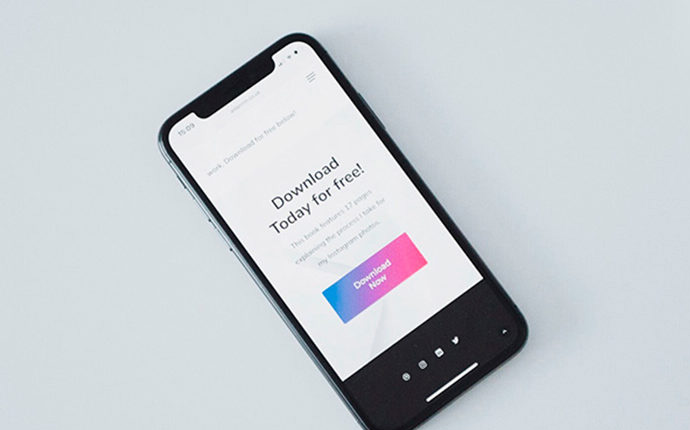 15:09
work. Download for free below!
Download
Today for free!
This book features 17 pages
explaining the process I take for
my Instagram photos.
Download
Now